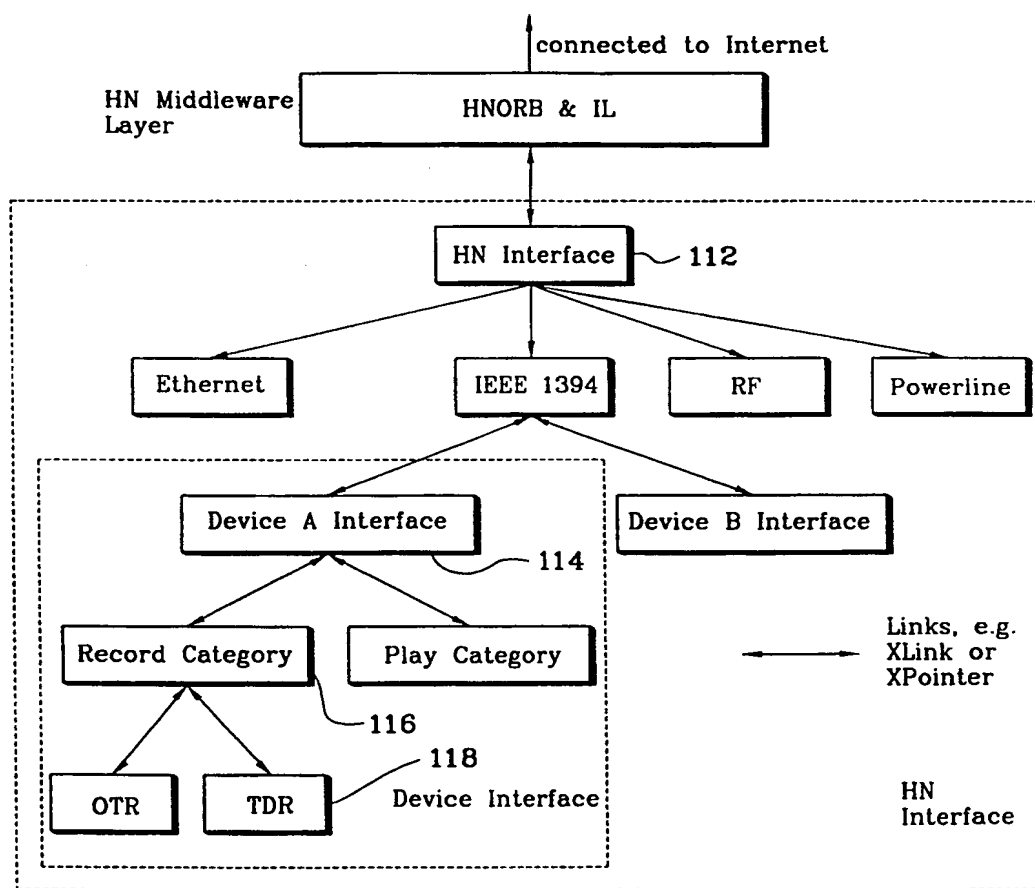 connected to Internet
HN Middleware
Layer
HNORB & IL
HN Interface
112
Ethernet
IEEE 1394
RF
Powerline
Device A Interface
Device B Interface
114
Record Category
Play Category
Links, e.g.
XLink or
XPointer
116
118
OTR
TDR
Device Interface
HN
Interface